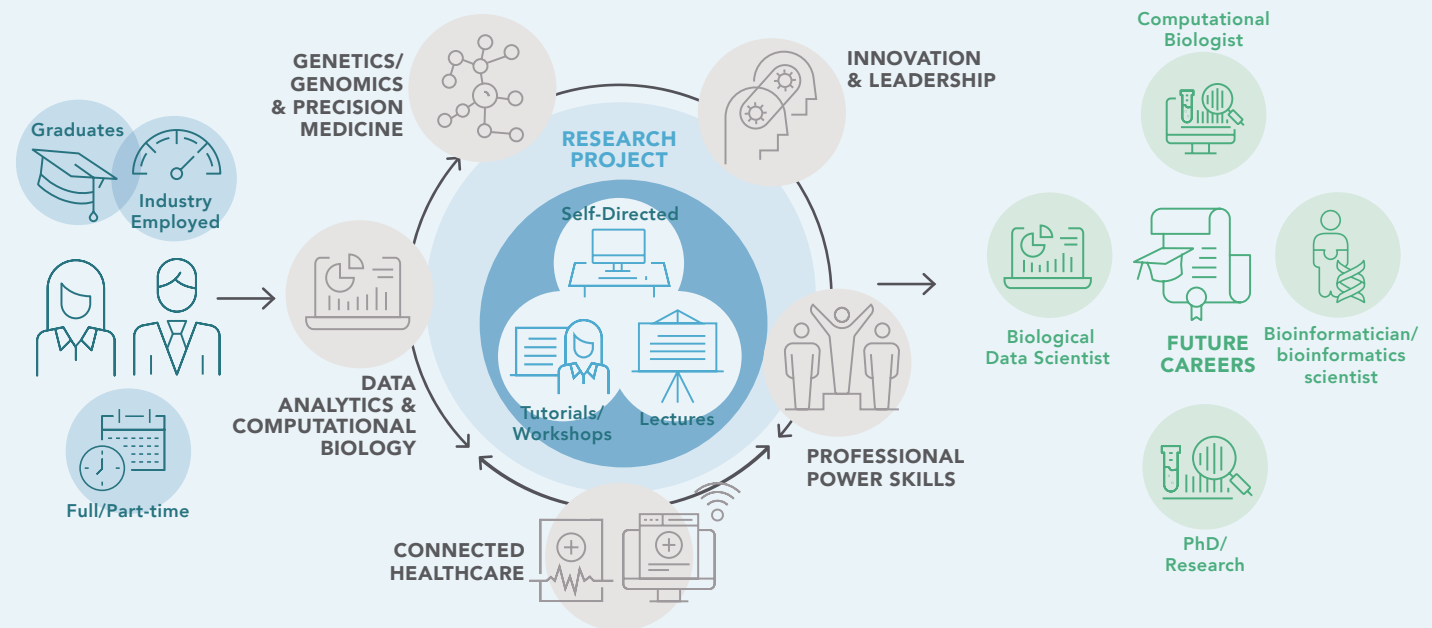 Graduates
Industry
Employed
Full/Part-time
GENETICS/
GENOMICS
& PRECISION
MEDICINE
INNOVATION
& LEADERSHIP
RESEARCH
PROJECT
Self-Directed
Tutorials/
Workshops
Lectures
DATA
ANALYTICS &
COMPUTATIONAL
BIOLOGY
PROFESSIONAL
POWER SKILLS
CONNECTED
HEALTHCARE
Computational
Biologist
Biological
Data Scientist
FUTURE
CAREERS
Bioinformatician/
bioinformatics
scientist
PhD/
Research